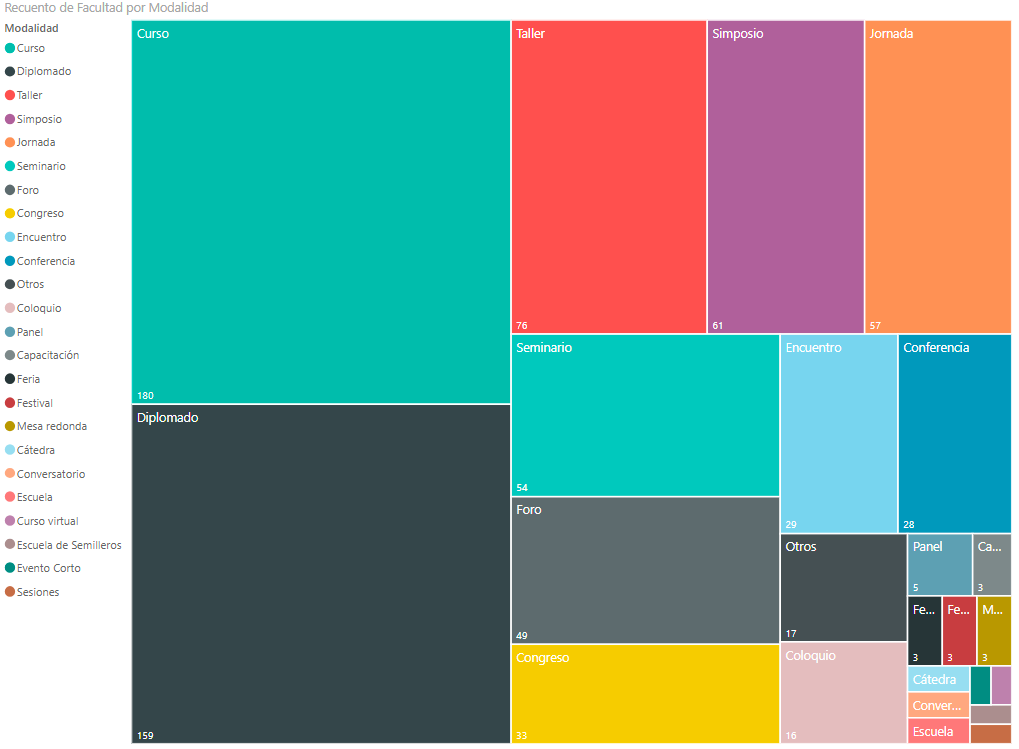 Recuento de Facultad por Modalidad
Modalidad
Curso
Diplomado
Taller
Simposio
Jornada
Seminario
Foro
Congreso
Encuentro
Conferencia
Otros
Coloquio
Panel
Capacitación
Feria
Festival
Mesa redonda
Cátedra
Conversatorio
Escuela
Curso virtual
Escuela de Semilleros
Evento Corto
Sesiones
Curso
180
Diplomado
159
Taller
76
Simposio
61
Jornada
57
Seminario
54
Foro
49
Congreso
33
Encuentro
29
Conferencia
28
Otros
17
Coloquio
16
Panel
5
Ca...
3
Fe...
3
Fe...
3
M...
3
Cátedra
Conver...
Escuela